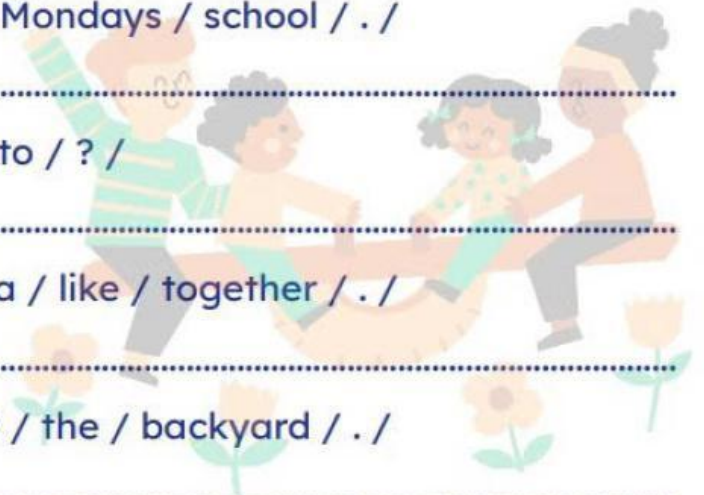 Mondays / school / . /
to / ? /
/ like / together / . /
/ the / backyard / . /